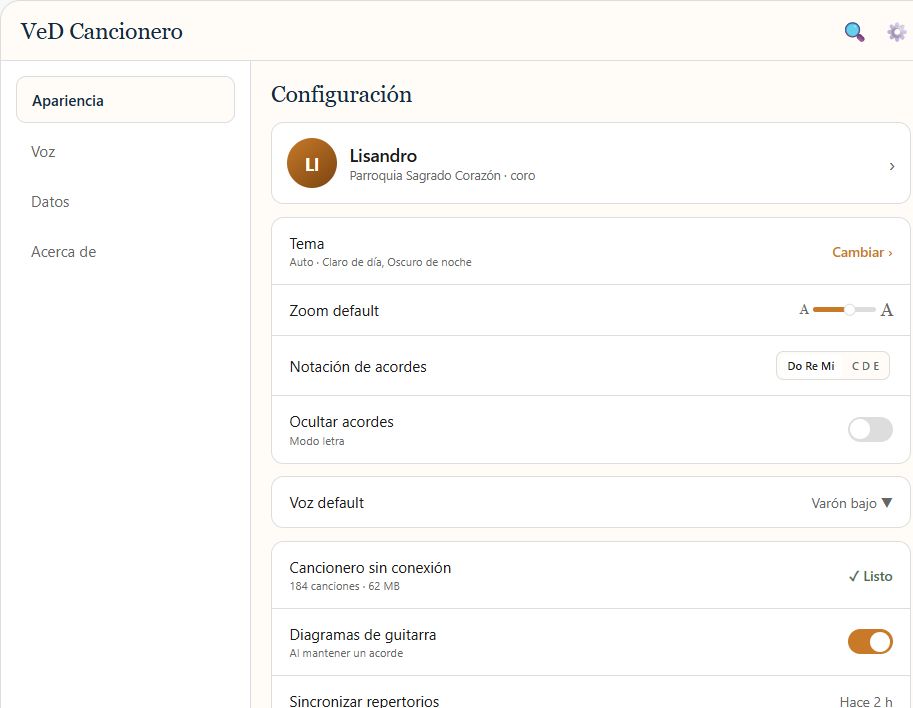 VeD Cancionero
Apariencia
Voz
Datos
Acerca de
Configuración
LI
Lisandro
Parroquia Sagrado Corazón · coro
›
Tema
Auto · Claro de día, Oscuro de noche
Cambiar ›
Zoom default
A A
Notación de acordes
Do Re Mi C D E
Ocultar acordes
Modo letra
Voz default
Varón bajo ▼
Cancionero sin conexión
184 canciones · 62 MB
✓ Listo
Diagramas de guitarra
Al mantener un acorde
Sincronizar repertorios
Hace 2 h